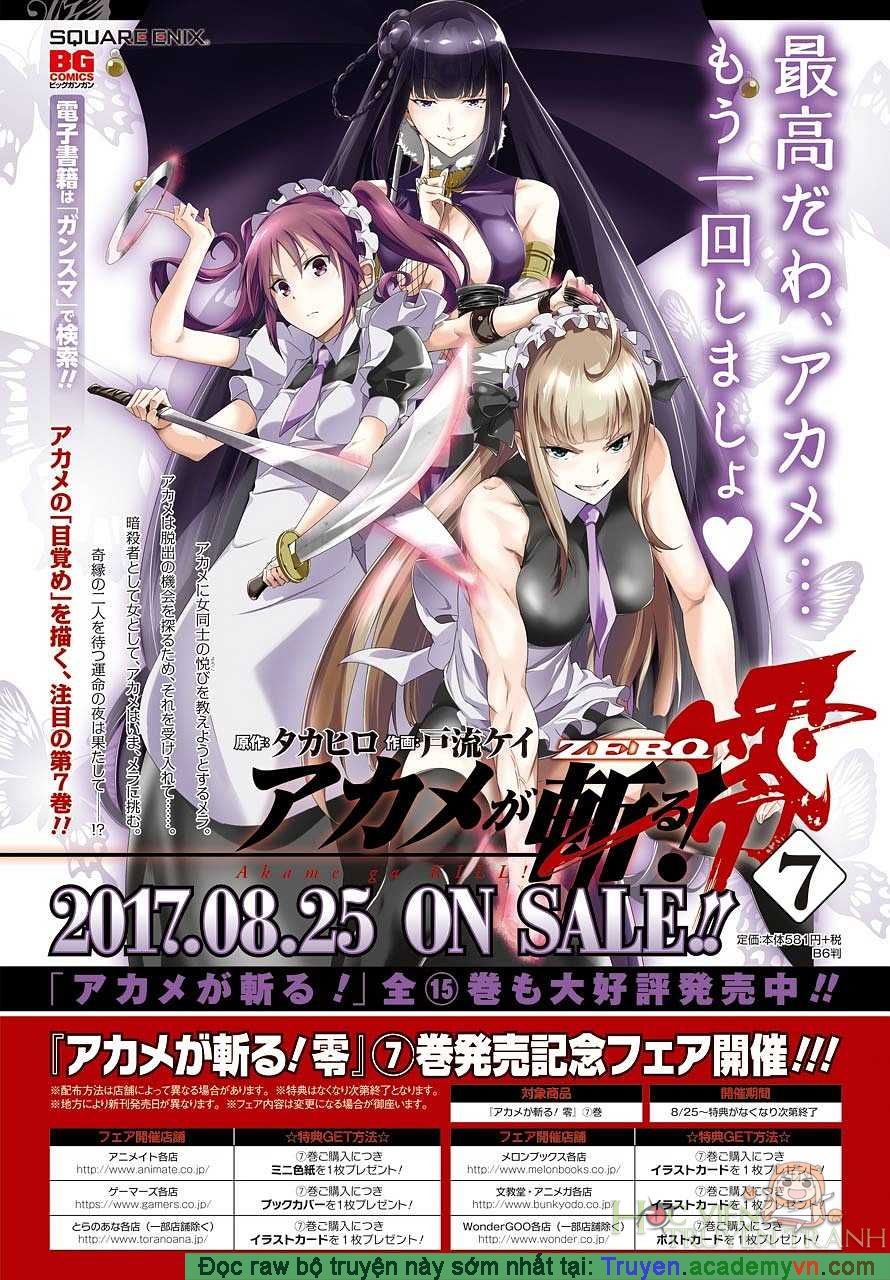 SQUARE ENIX.
BG
COMICS
ビッグガンガン
最高だわ、アカメ…
もう一回しましょ♥
電子書籍は「ガンスマ」で検索!!
アカメの「目覚め」を描く、注目の第7巻!!
アカメに女同士の悦びを教えようとするメラ。
アカメは脱出の機会を探るため、それを受け入れて……。
暗殺者として女として、アカメはいま、メラに挑む。
奇縁の二人を待つ運命の夜は果たして――!?
原作:タカヒロ 作画:戸流ケイ
アカメが斬る!零
ZERO
Akame ga KILL!
7
2017.08.25 ON SALE!!
定価:本体581円+税
B6判
「アカメが斬る!」全⑮巻も大好評発売中!!
『アカメが斬る!零』⑦巻発売記念フェア開催!!!
※配布方法は店舗によって異なる場合があります。 ※特典はなくなり次第終了となります。
※地方により新刊発売日が異なります。 ※フェア内容は変更になる場合が御座います。
対象商品
『アカメが斬る! 零』⑦巻
開催期間
8/25~特典がなくなり次第終了
フェア開催店舗 ☆特典GET方法☆
アニメイト各店
http://www.animate.co.jp/
⑦巻ご購入につき
ミニ色紙を1枚プレゼント!
ゲーマーズ各店
https://www.gamers.co.jp/
⑦巻ご購入につき
ブックカバーを1枚プレゼント!
とらのあな各店(一部店舗除く)
http://www.toranoana.jp/
⑦巻ご購入につき
イラストカードを1枚プレゼント!
フェア開催店舗 ☆特典GET方法☆
メロンブックス各店
http://www.melonbooks.co.jp/
⑦巻ご購入につき
イラストカードを1枚プレゼント!
文教堂・アニメガ各店
http://www.bunkyodo.co.jp/
⑦巻ご購入につき
イラストカードを1枚プレゼント!
WonderGOO各店(一部店舗除く)
http://www.wonder.co.jp/
⑦巻ご購入につき
ポストカードを1枚プレゼント!
HỌC VIỆN
TRUYỆN TRANH
Đọc raw bộ truyện này sớm nhất tại: Truyen.academyvn.com